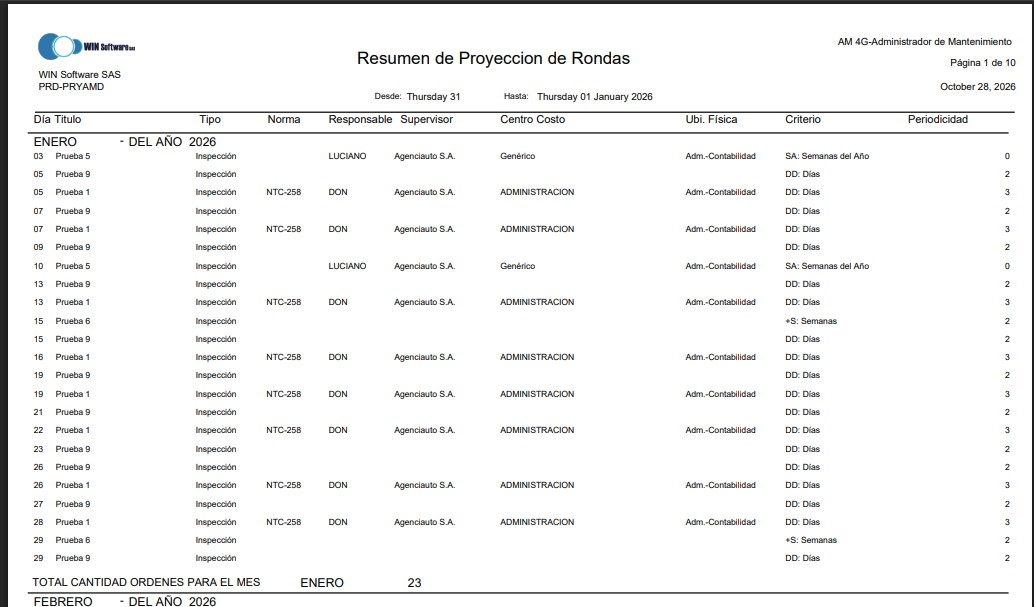 WIN Software SAS
AM 4G-Administrador de Mantenimiento
Resumen de Proyeccion de Rondas
Página 1 de 10
WIN Software SAS
PRD-PRYAMD
October 28, 2026
Desde: Thursday 31 Hasta: Thursday 01 January 2026
Día Titulo Tipo Norma Responsable Supervisor Centro Costo Ubi. Física Criterio Periodicidad
ENERO - DEL AÑO 2026
03 Prueba 5 Inspección LUCIANO Agenciauto S.A. Genérico Adm.-Contabilidad SA: Semanas del Año 0
05 Prueba 9 Inspección DD: Días 2
05 Prueba 1 Inspección NTC-258 DON Agenciauto S.A. ADMINISTRACION Adm.-Contabilidad DD: Días 3
07 Prueba 9 Inspección DD: Días 2
07 Prueba 1 Inspección NTC-258 DON Agenciauto S.A. ADMINISTRACION Adm.-Contabilidad DD: Días 3
09 Prueba 9 Inspección DD: Días 2
10 Prueba 5 Inspección LUCIANO Agenciauto S.A. Genérico Adm.-Contabilidad SA: Semanas del Año 0
13 Prueba 9 Inspección DD: Días 2
13 Prueba 1 Inspección NTC-258 DON Agenciauto S.A. ADMINISTRACION Adm.-Contabilidad DD: Días 3
15 Prueba 6 Inspección +S: Semanas 2
15 Prueba 9 Inspección DD: Días 2
16 Prueba 1 Inspección NTC-258 DON Agenciauto S.A. ADMINISTRACION Adm.-Contabilidad DD: Días 3
19 Prueba 9 Inspección DD: Días 2
19 Prueba 1 Inspección NTC-258 DON Agenciauto S.A. ADMINISTRACION Adm.-Contabilidad DD: Días 3
21 Prueba 9 Inspección DD: Días 2
22 Prueba 1 Inspección NTC-258 DON Agenciauto S.A. ADMINISTRACION Adm.-Contabilidad DD: Días 3
23 Prueba 9 Inspección DD: Días 2
26 Prueba 9 Inspección DD: Días 2
26 Prueba 1 Inspección NTC-258 DON Agenciauto S.A. ADMINISTRACION Adm.-Contabilidad DD: Días 3
27 Prueba 9 Inspección DD: Días 2
28 Prueba 1 Inspección NTC-258 DON Agenciauto S.A. ADMINISTRACION Adm.-Contabilidad DD: Días 3
29 Prueba 6 Inspección +S: Semanas 2
29 Prueba 9 Inspección DD: Días 2
TOTAL CANTIDAD ORDENES PARA EL MES ENERO 23
FEBRERO - DEL AÑO 2026